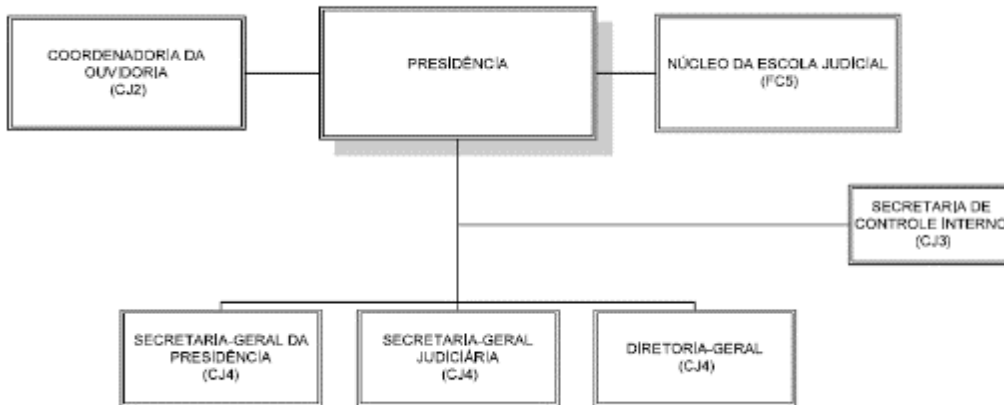 COORDENADORIA DA
OUVIDORIA
(CJ2)
PRESIDÊNCIA
NÚCLEO DA ESCOLA JUDICIAL
(FC5)
SECRETARIA DE
CONTROLE INTERNO
(CJ3)
SECRETARIA-GERAL DA
PRESIDÊNCIA
(CJ4)
SECRETARIA-GERAL
JUDICIÁRIA
(CJ4)
DIRETORIA-GERAL
(CJ4)